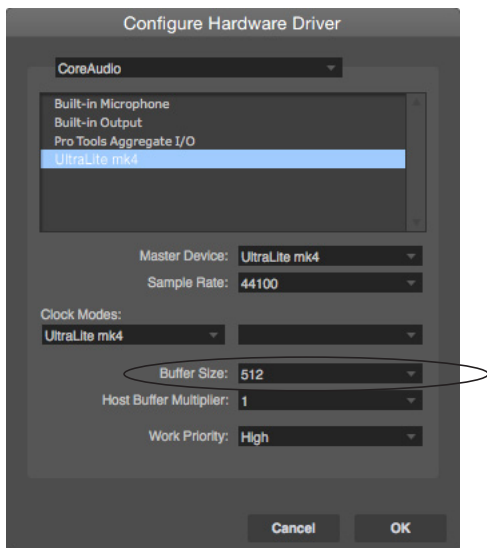 Configure Hardware Driver
CoreAudio
Built-in Microphone
Built-in Output
Pro Tools Aggregate I/O
UltraLite mk4
Master Device: UltraLite mk4
Sample Rate: 44100
Clock Modes:
UltraLite mk4
Buffer Size: 512
Host Buffer Multiplier: 1
Work Priority: High
Cancel OK